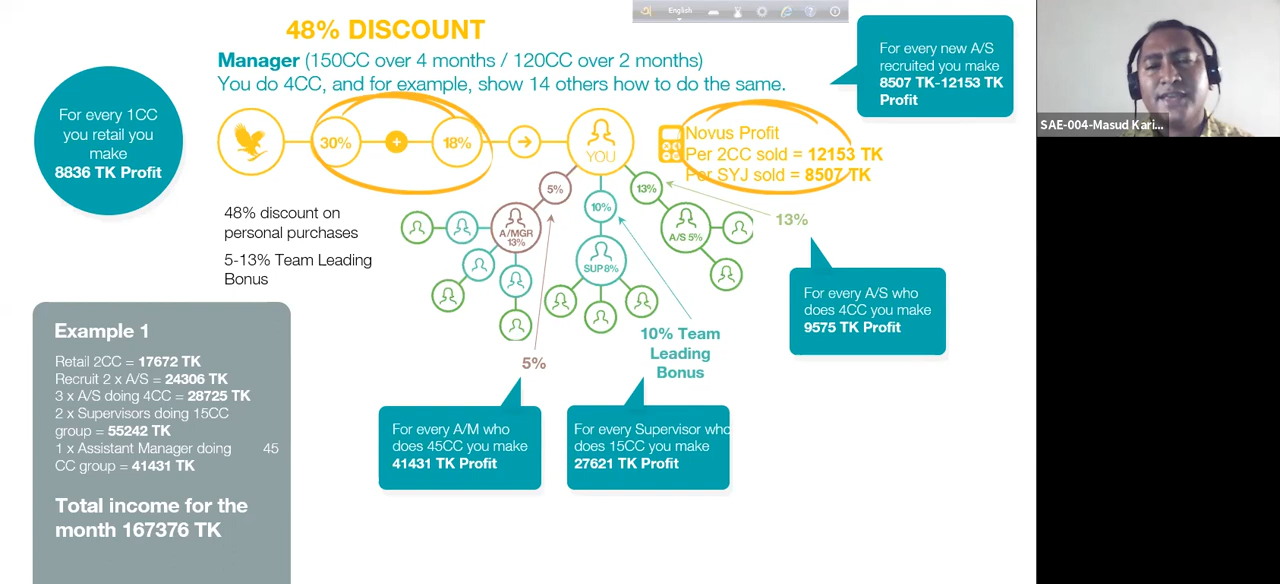 English
48% DISCOUNT
Manager (150CC over 4 months / 120CC over 2 months)
You do 4CC, and for example, show 14 others how to do the same.
For every new A/S
recruited you make
8507 TK-12153 TK
Profit
SAE-004-Masud Kari...
For every 1CC
you retail you
make
8836 TK Profit
30%
18%
YOU
Novus Profit
Per 2CC sold = 12153 TK
Per SYJ sold = 8507 TK
5%
10%
13%
A/MGR
13%
SUP 8%
A/S 5%
13%
48% discount on
personal purchases
5-13% Team Leading
Bonus
For every A/S who
does 4CC you make
9575 TK Profit
10% Team
Leading
Bonus
5%
Example 1
Retail 2CC = 17672 TK
Recruit 2 x A/S = 24306 TK
3 x A/S doing 4CC = 28725 TK
2 x Supervisors doing 15CC
group = 55242 TK
1 x Assistant Manager doing 45
CC group = 41431 TK
Total income for the
month 167376 TK
For every A/M who
does 45CC you make
41431 TK Profit
For every Supervisor who
does 15CC you make
27621 TK Profit